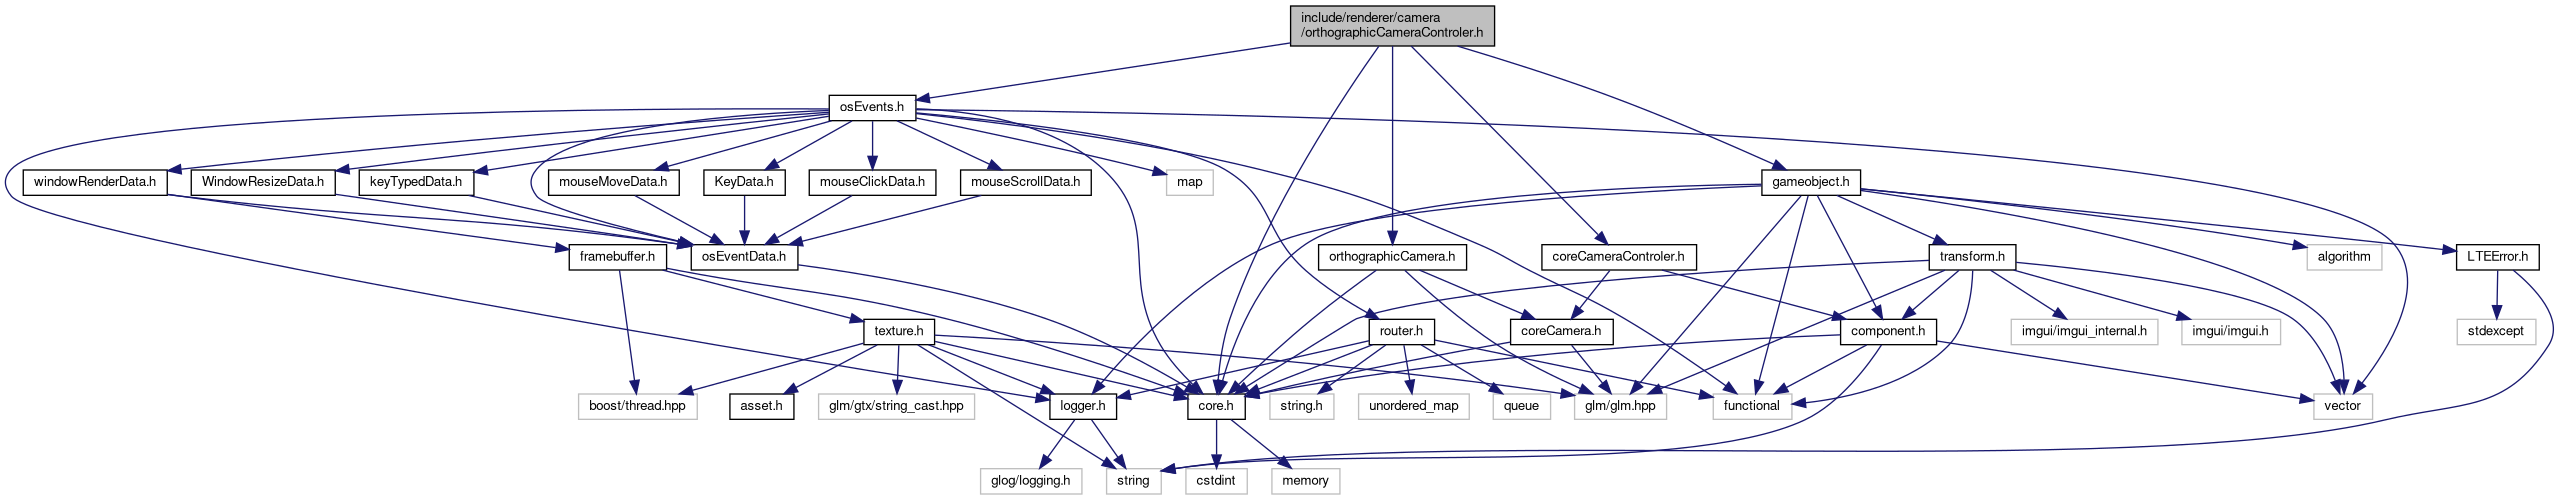 include/renderer/camera
/orthographicCameraControler.h
osEvents.h
windowRenderData.h
WindowResizeData.h
keyTypedData.h
mouseMoveData.h
KeyData.h
mouseClickData.h
mouseScrollData.h
map
gameobject.h
framebuffer.h
osEventData.h
orthographicCamera.h
coreCameraControler.h
transform.h
algorithm
LTEError.h
texture.h
router.h
coreCamera.h
component.h
imgui/imgui_internal.h
imgui/imgui.h
stdexcept
boost/thread.hpp
asset.h
glm/gtx/string_cast.hpp
logger.h
core.h
string.h
unordered_map
queue
glm/glm.hpp
functional
vector
glog/logging.h
string
cstdint
memory